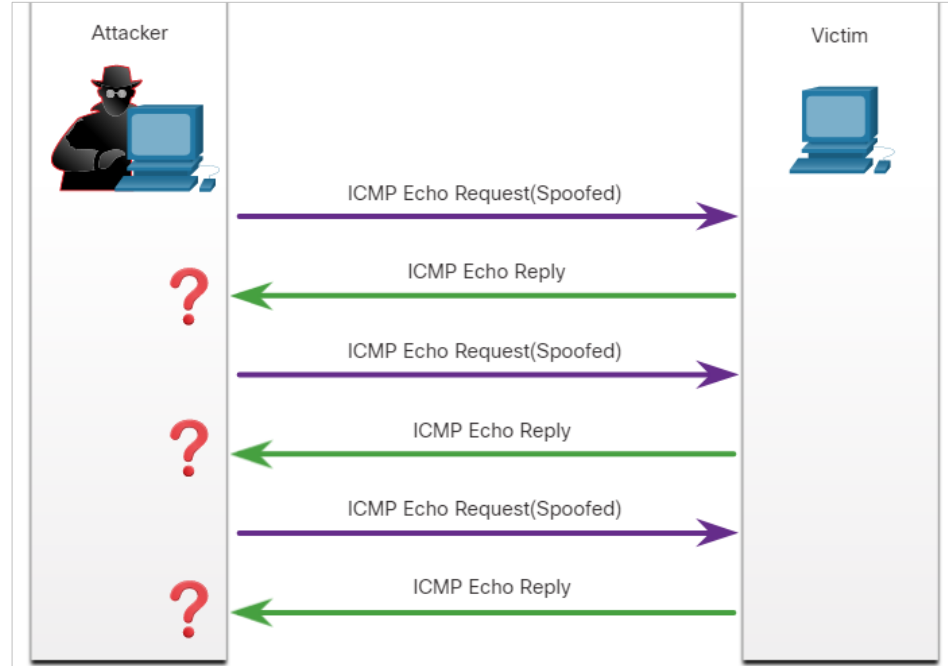 Attacker
Victim
ICMP Echo Request(Spoofed)
ICMP Echo Reply
ICMP Echo Request(Spoofed)
ICMP Echo Reply
ICMP Echo Request(Spoofed)
ICMP Echo Reply